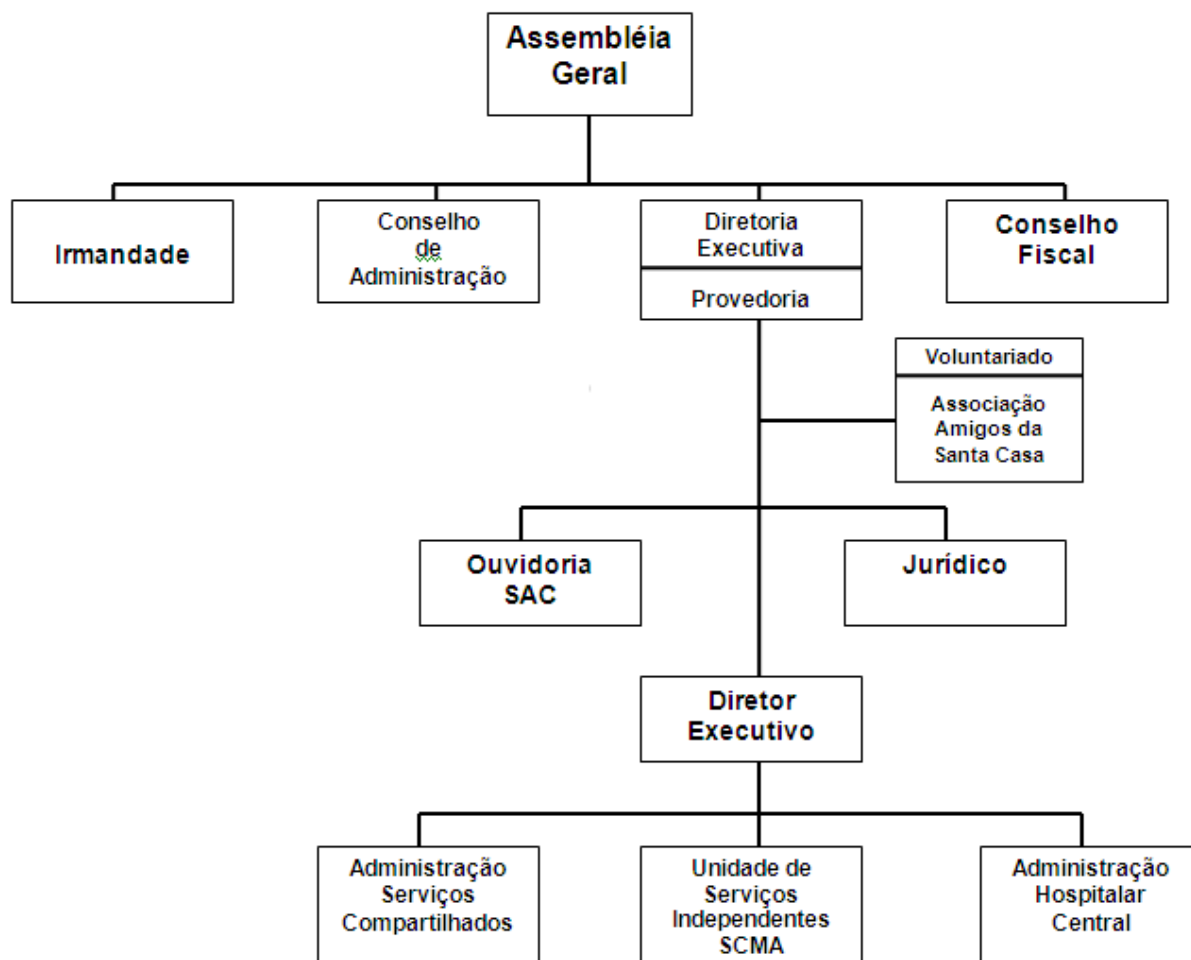 Assembléia
Geral
Irmandade
Conselho
de
Administração
Diretoria
Executiva
Provedoria
Conselho
Fiscal
Voluntariado
Associação
Amigos da
Santa Casa
Ouvidoria
SAC
Jurídico
Diretor
Executivo
Administração
Serviços
Compartilhados
Unidade de
Serviços
Independentes
SCMA
Administração
Hospitalar
Central